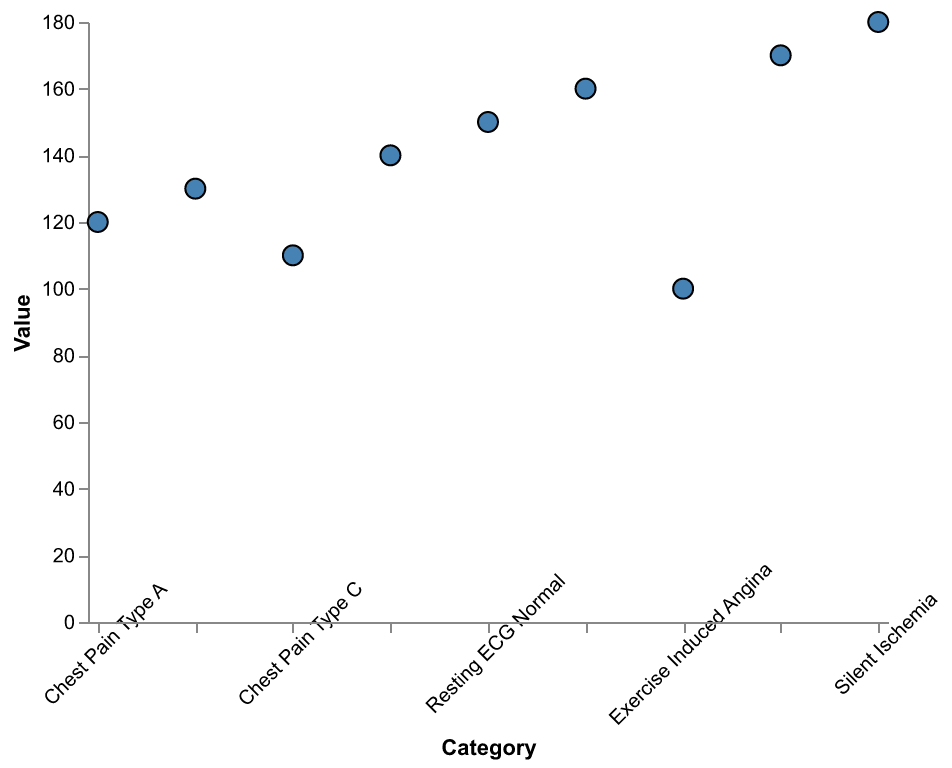 180
160
140
120
100
80
60
40
20
0
Value
Chest Pain Type A
Chest Pain Type C
Resting ECG Normal
Exercise Induced Angina
Silent Ischemia
Category